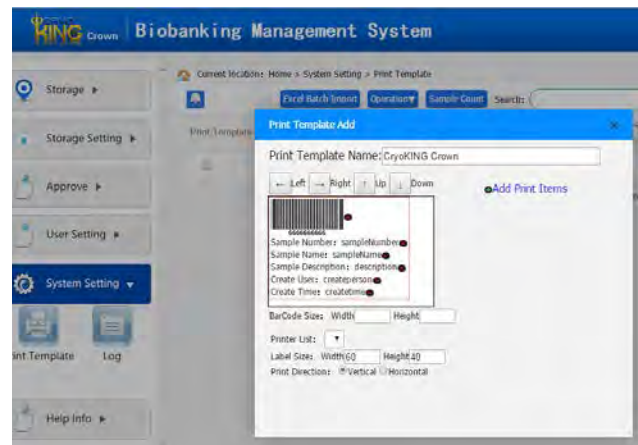 KING Crown Biobanking Management System
Storage
Current location: Home > System Setting > Print Template
Excel Batch Import Operation Sample Count Search:
Storage Setting
Print Template
Print Template Add
Print Template Name: CryoKING Crown
Approve
← Left → Right ↑ Up ↓ Down
Add Print Items
User Setting
Sample Number: sampleNumber
Sample Name: sampleName
Sample Description: description
Create User: createperson
Create Time: createtime
System Setting
BarCode Size: Width Height
Printer List:
int Template Log
Label Size: Width 60 Height 40
Print Direction: Vertical Horizontal
Help Info